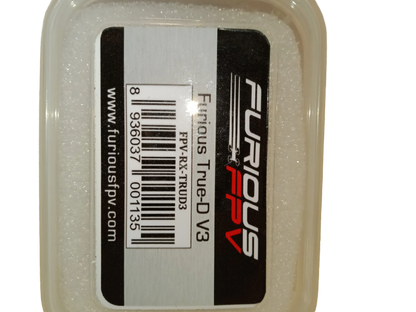 FURIOUS
FPV
Furious True-D V3
FPV-RX-TRUD3
8 936037 001135
www.furiousfpv.com